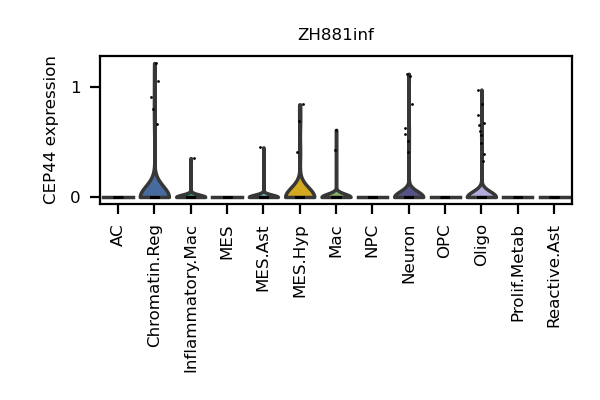 ZH881inf
CEP44 expression
1
0
AC
Chromatin.Reg
Inflammatory.Mac
MES
MES.Ast
MES.Hyp
Mac
NPC
Neuron
OPC
Oligo
Prolif.Metab
Reactive.Ast